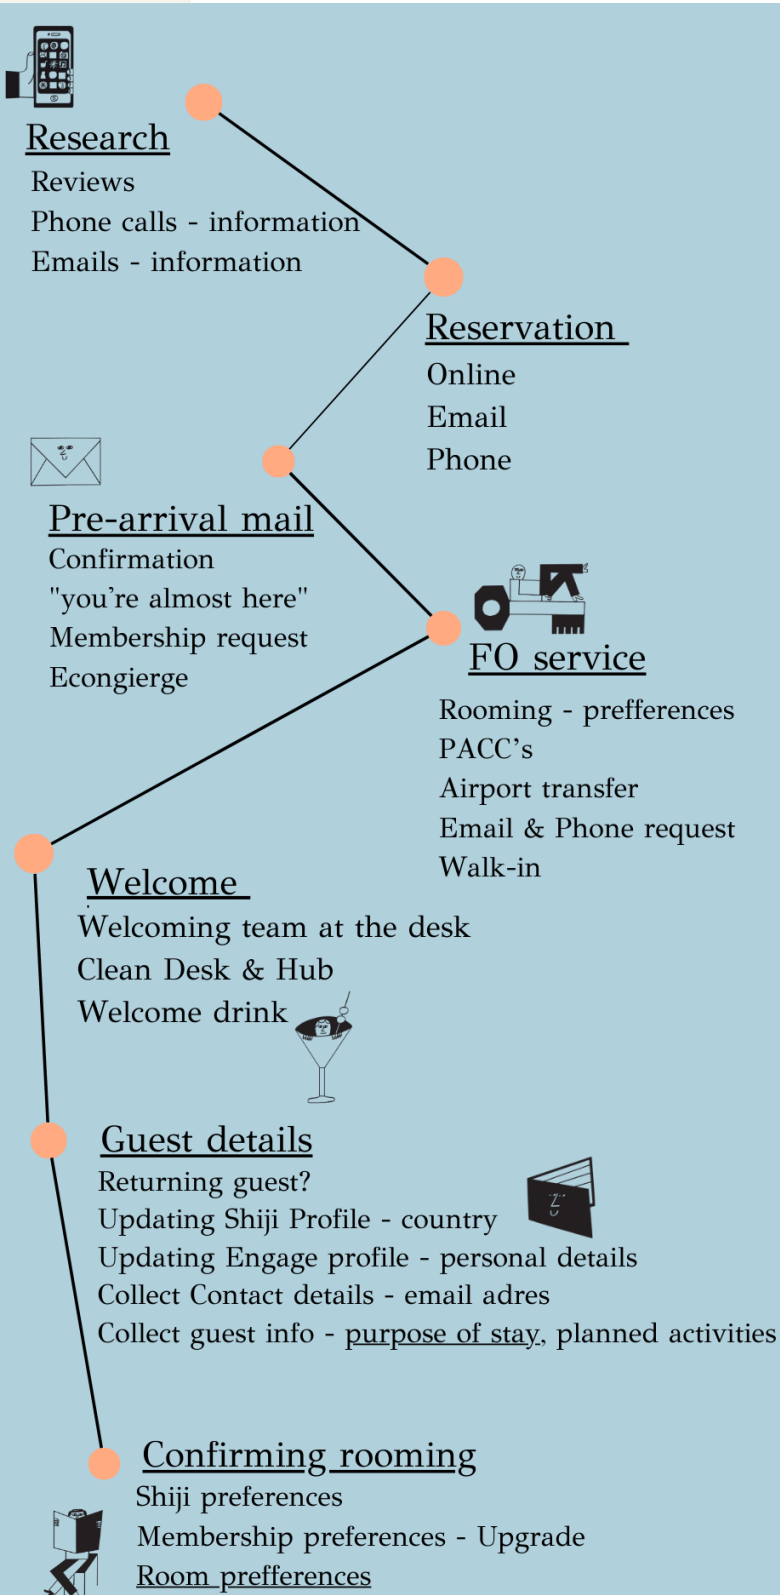 Research
Reviews
Phone calls - information
Emails - information
Reservation
Online
Email
Phone
Pre-arrival mail
Confirmation
"you're almost here"
Membership request
Econgierge
FO service
Rooming - prefferences
PACC's
Airport transfer
Email & Phone request
Walk-in
Welcome
Welcoming team at the desk
Clean Desk & Hub
Welcome drink
Guest details
Returning guest?
Updating Shiji Profile - country
Updating Engage profile - personal details
Collect Contact details - email adres
Collect guest info - purpose of stay, planned activities
Confirming rooming
Shiji preferences
Membership preferences - Upgrade
Room prefferences